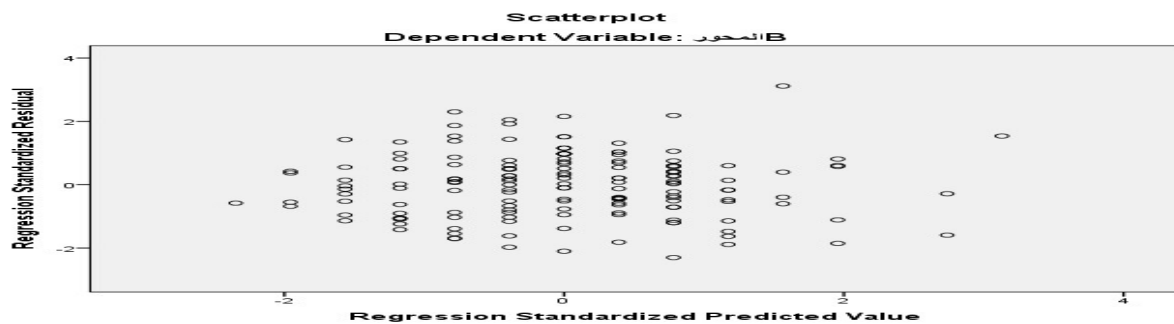 Scatterplot
Dependent Variable: المحورB
Regression Standardized Residual
4
2
0
-2
-2
0
2
4
Regression Standardized Predicted Value